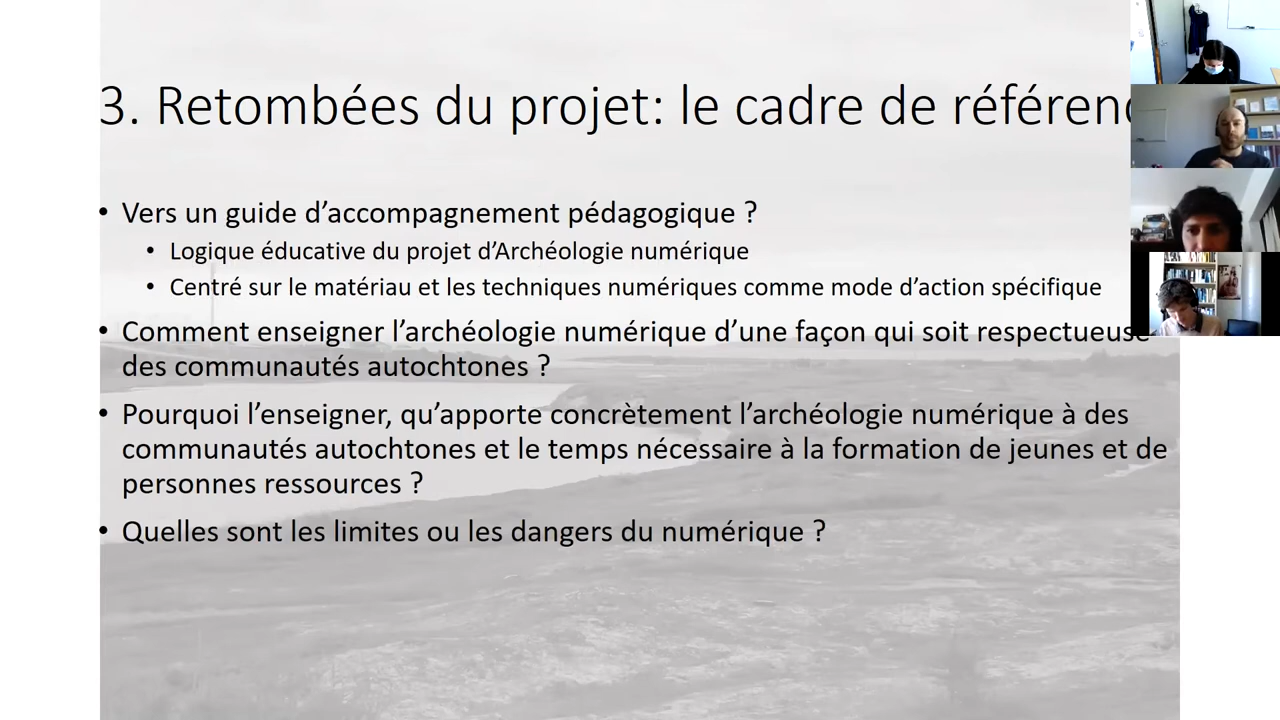 3. Retombées du projet: le cadre de référenc
• Vers un guide d’accompagnement pédagogique ?
• Logique éducative du projet d’Archéologie numérique
• Centré sur le matériau et les techniques numériques comme mode d’action spécifique
• Comment enseigner l’archéologie numérique d’une façon qui soit respectueuse
des communautés autochtones ?
• Pourquoi l’enseigner, qu’apporte concrètement l’archéologie numérique à des
communautés autochtones et le temps nécessaire à la formation de jeunes et de
personnes ressources ?
• Quelles sont les limites ou les dangers du numérique ?